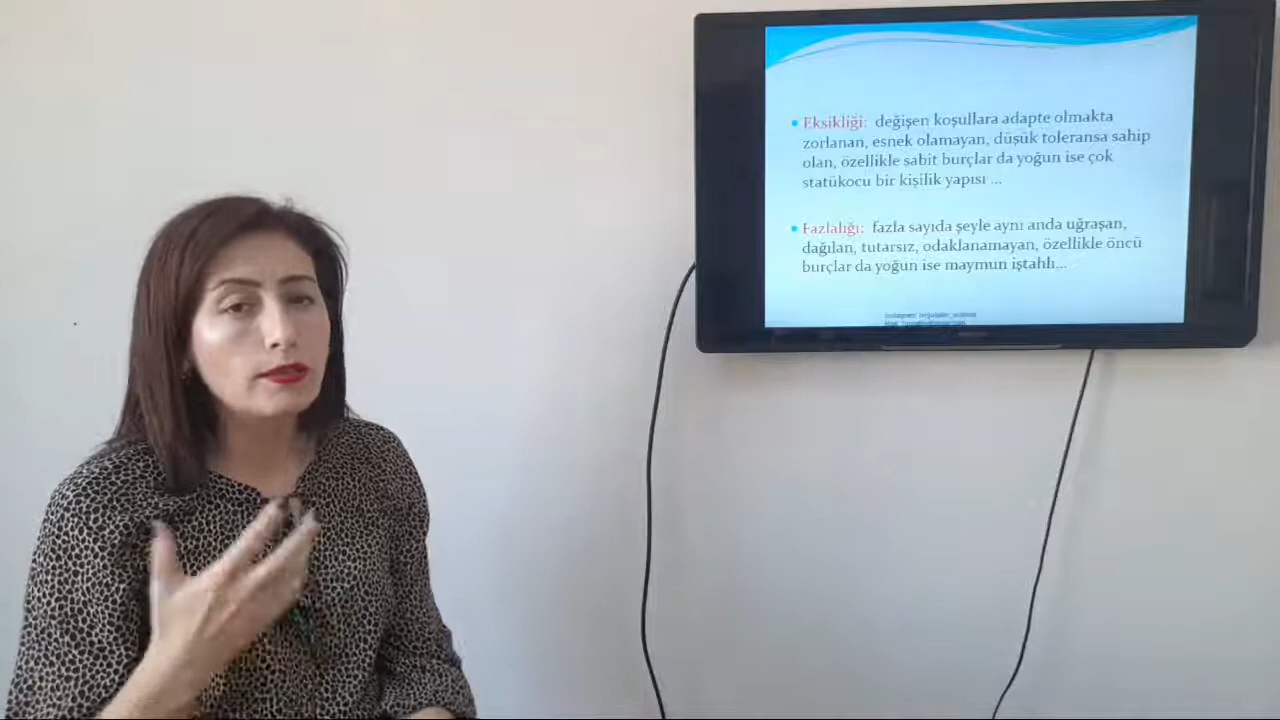 Eksikliği: değişen koşullara adapte olmakta
zorlanan, esnek olamayan, düşük toleransa sahip
olan, özellikle sabit burçlar da yoğun ise çok
statükocu bir kişilik yapısı ...
Fazlalığı: fazla sayıda şeyle aynı anda uğraşan,
dağılan, tutarsız, odaklanamayan, özellikle öncü
burçlar da yoğun ise maymun iştahlı...